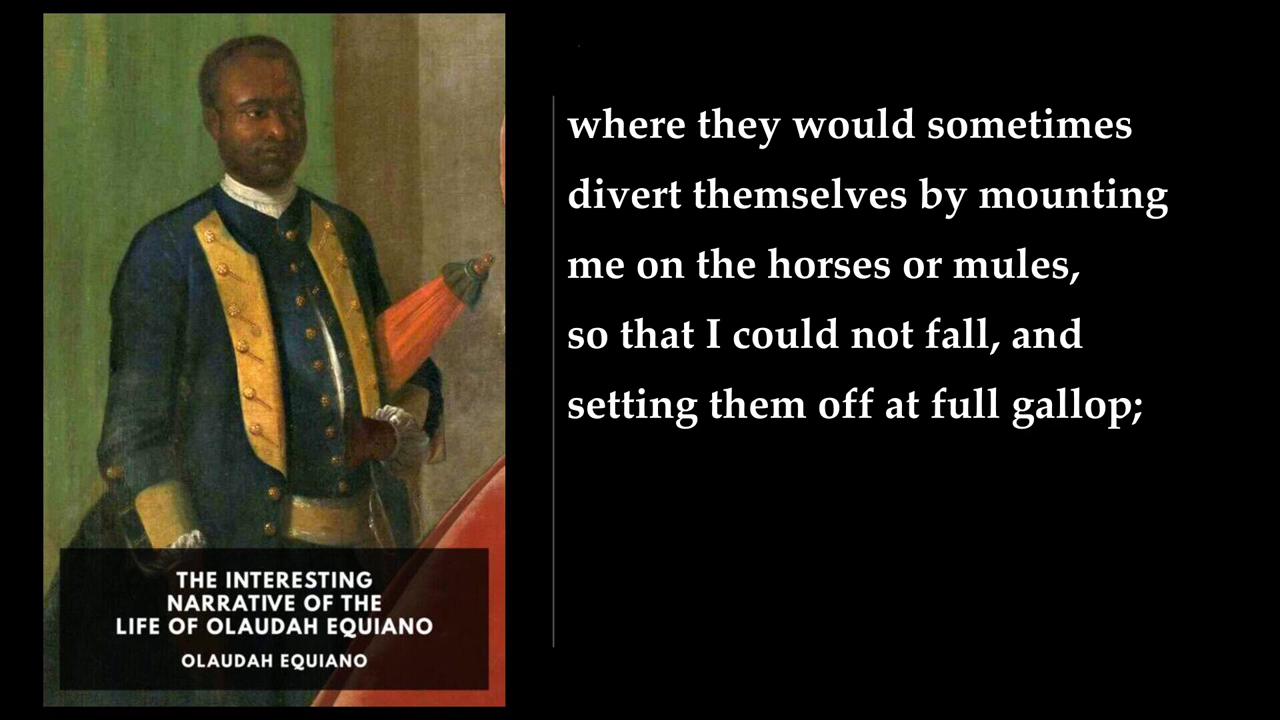 where they would sometimes
divert themselves by mounting
me on the horses or mules,
so that I could not fall, and
setting them off at full gallop;
THE INTERESTING
NARRATIVE OF THE
LIFE OF OLAUDAH EQUIANO
OLAUDAH EQUIANO